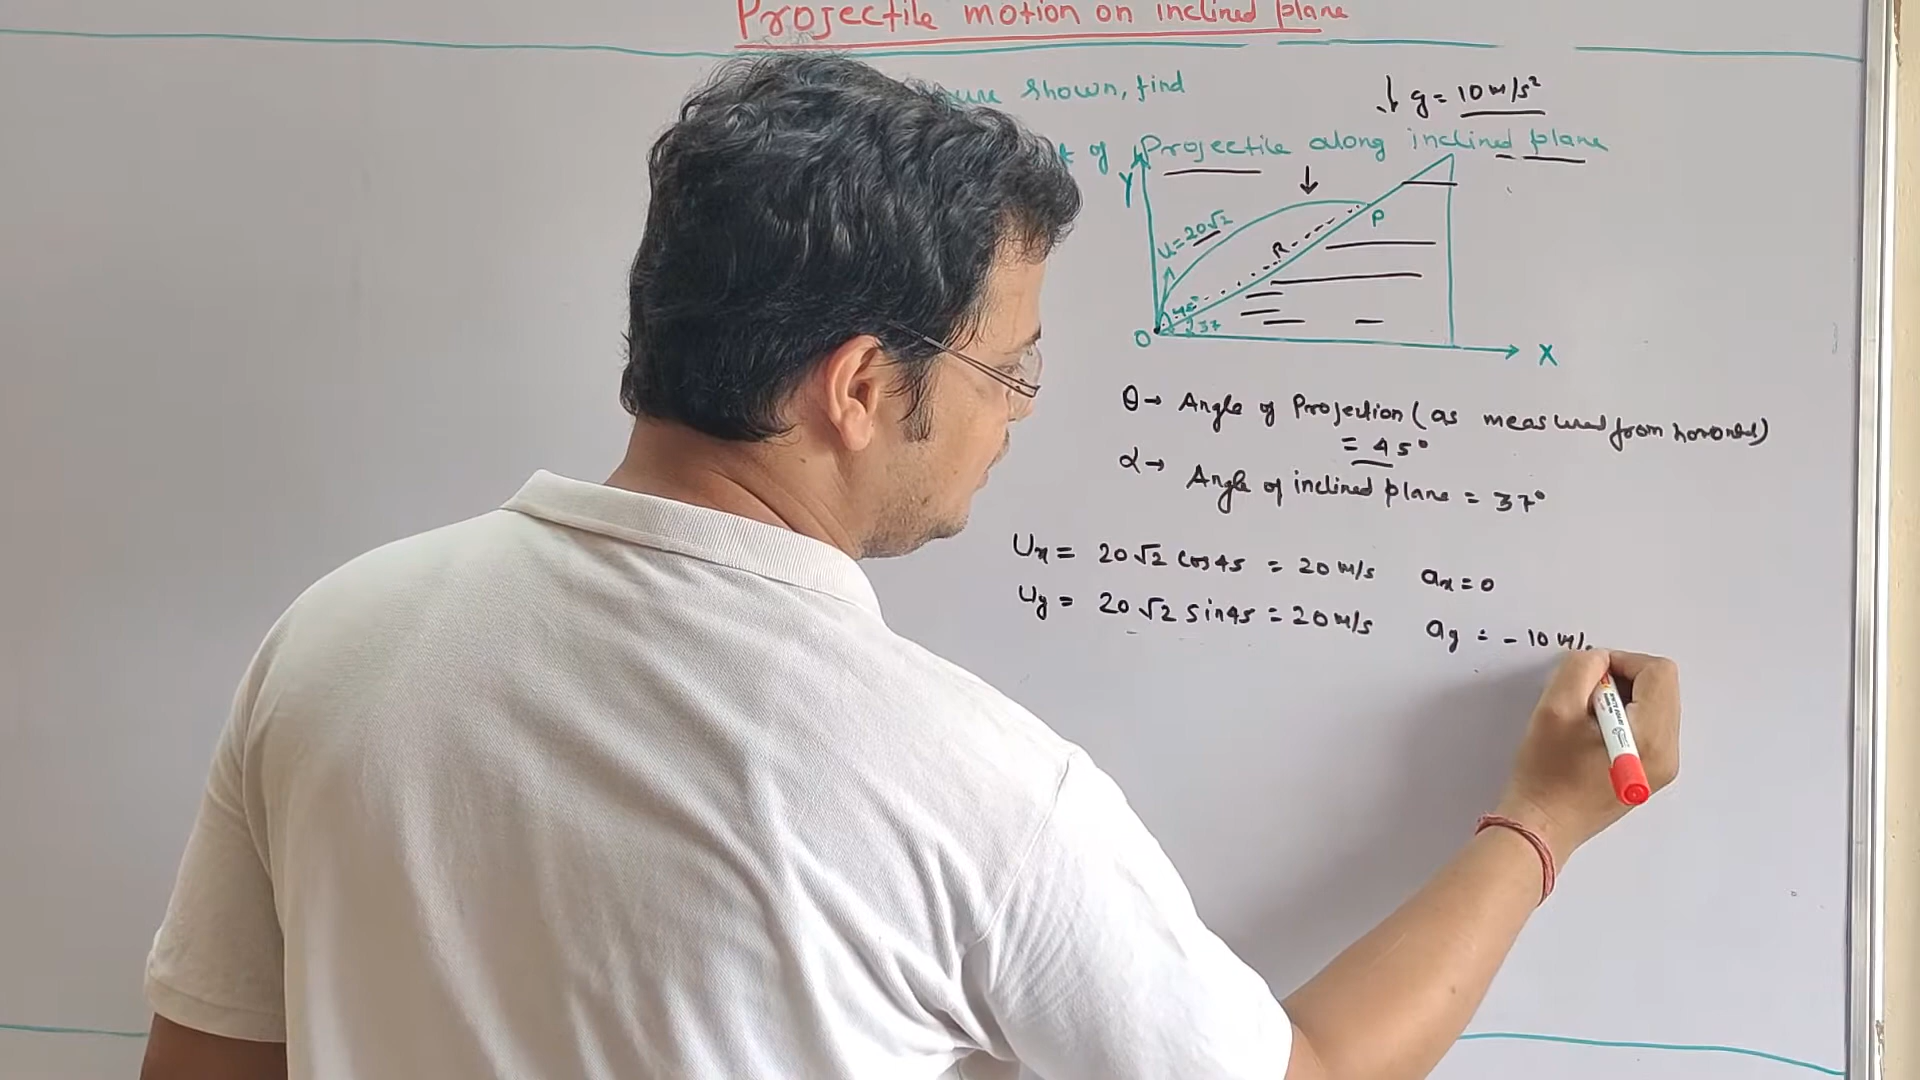 Projectile motion on inclined plane
shown, find
↓ g = 10 m/s²
of Projectile along inclined plane
Y
u = 20√2
P
R
45°
37
O
X
θ → Angle of Projection (as measured from
= 45°
α → Angle of inclined plane = 37°
Ux = 20√2 cos45 = 20 m/s ax = 0
Uy = 20√2 sin45 = 20 m/s ay = - 10 m/